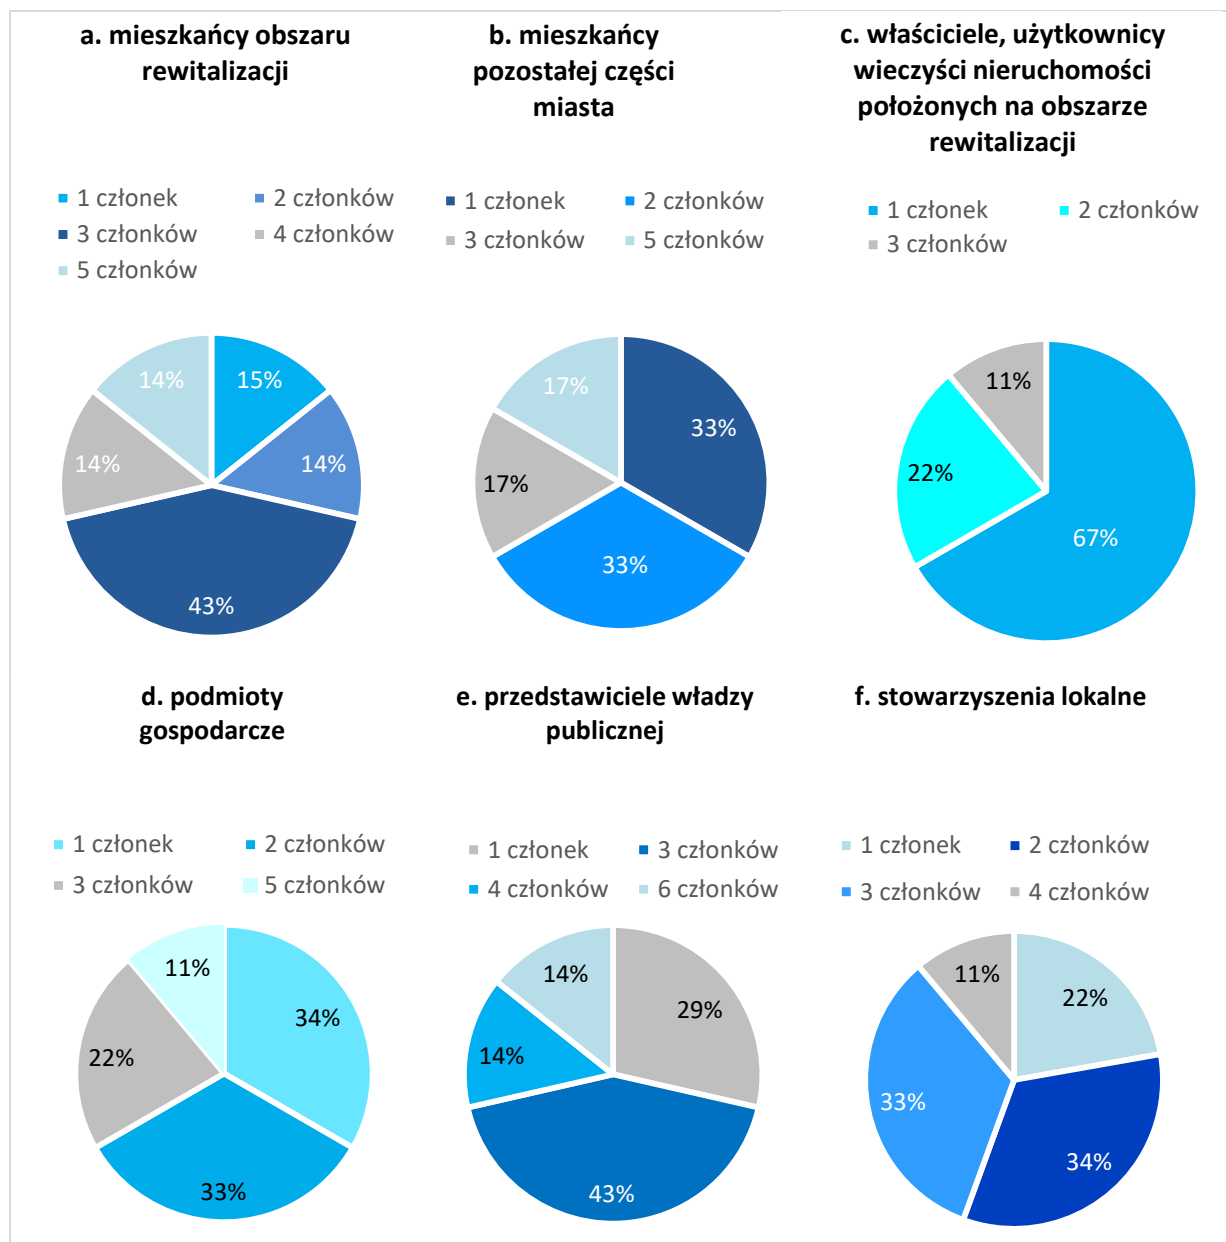 a. mieszkańcy obszaru
rewitalizacji
1 członek
2 członków
3 członków
4 członków
5 członków
14%
15%
14%
14%
43%
b. mieszkańcy
pozostałej części
miasta
1 członek
2 członków
3 członków
5 członków
17%
33%
17%
33%
c. właściciele, użytkownicy
wieczyści nieruchomości
położonych na obszarze
rewitalizacji
1 członek
2 członków
3 członków
11%
22%
67%
d. podmioty
gospodarcze
1 członek
2 członków
3 członków
5 członków
11%
34%
22%
33%
e. przedstawiciele władzy
publicznej
1 członek
3 członków
4 członków
6 członków
14%
29%
14%
43%
f. stowarzyszenia lokalne
1 członek
2 członków
3 członków
4 członków
11%
22%
33%
34%